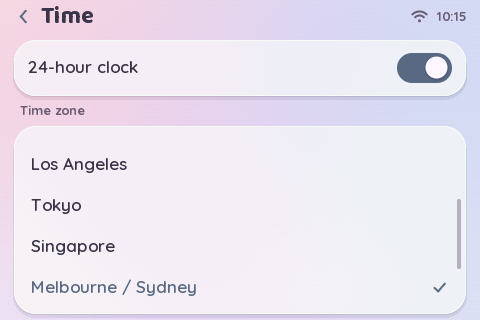 Time
10:15
24-hour clock
Time zone
Los Angeles
Tokyo
Singapore
Melbourne / Sydney